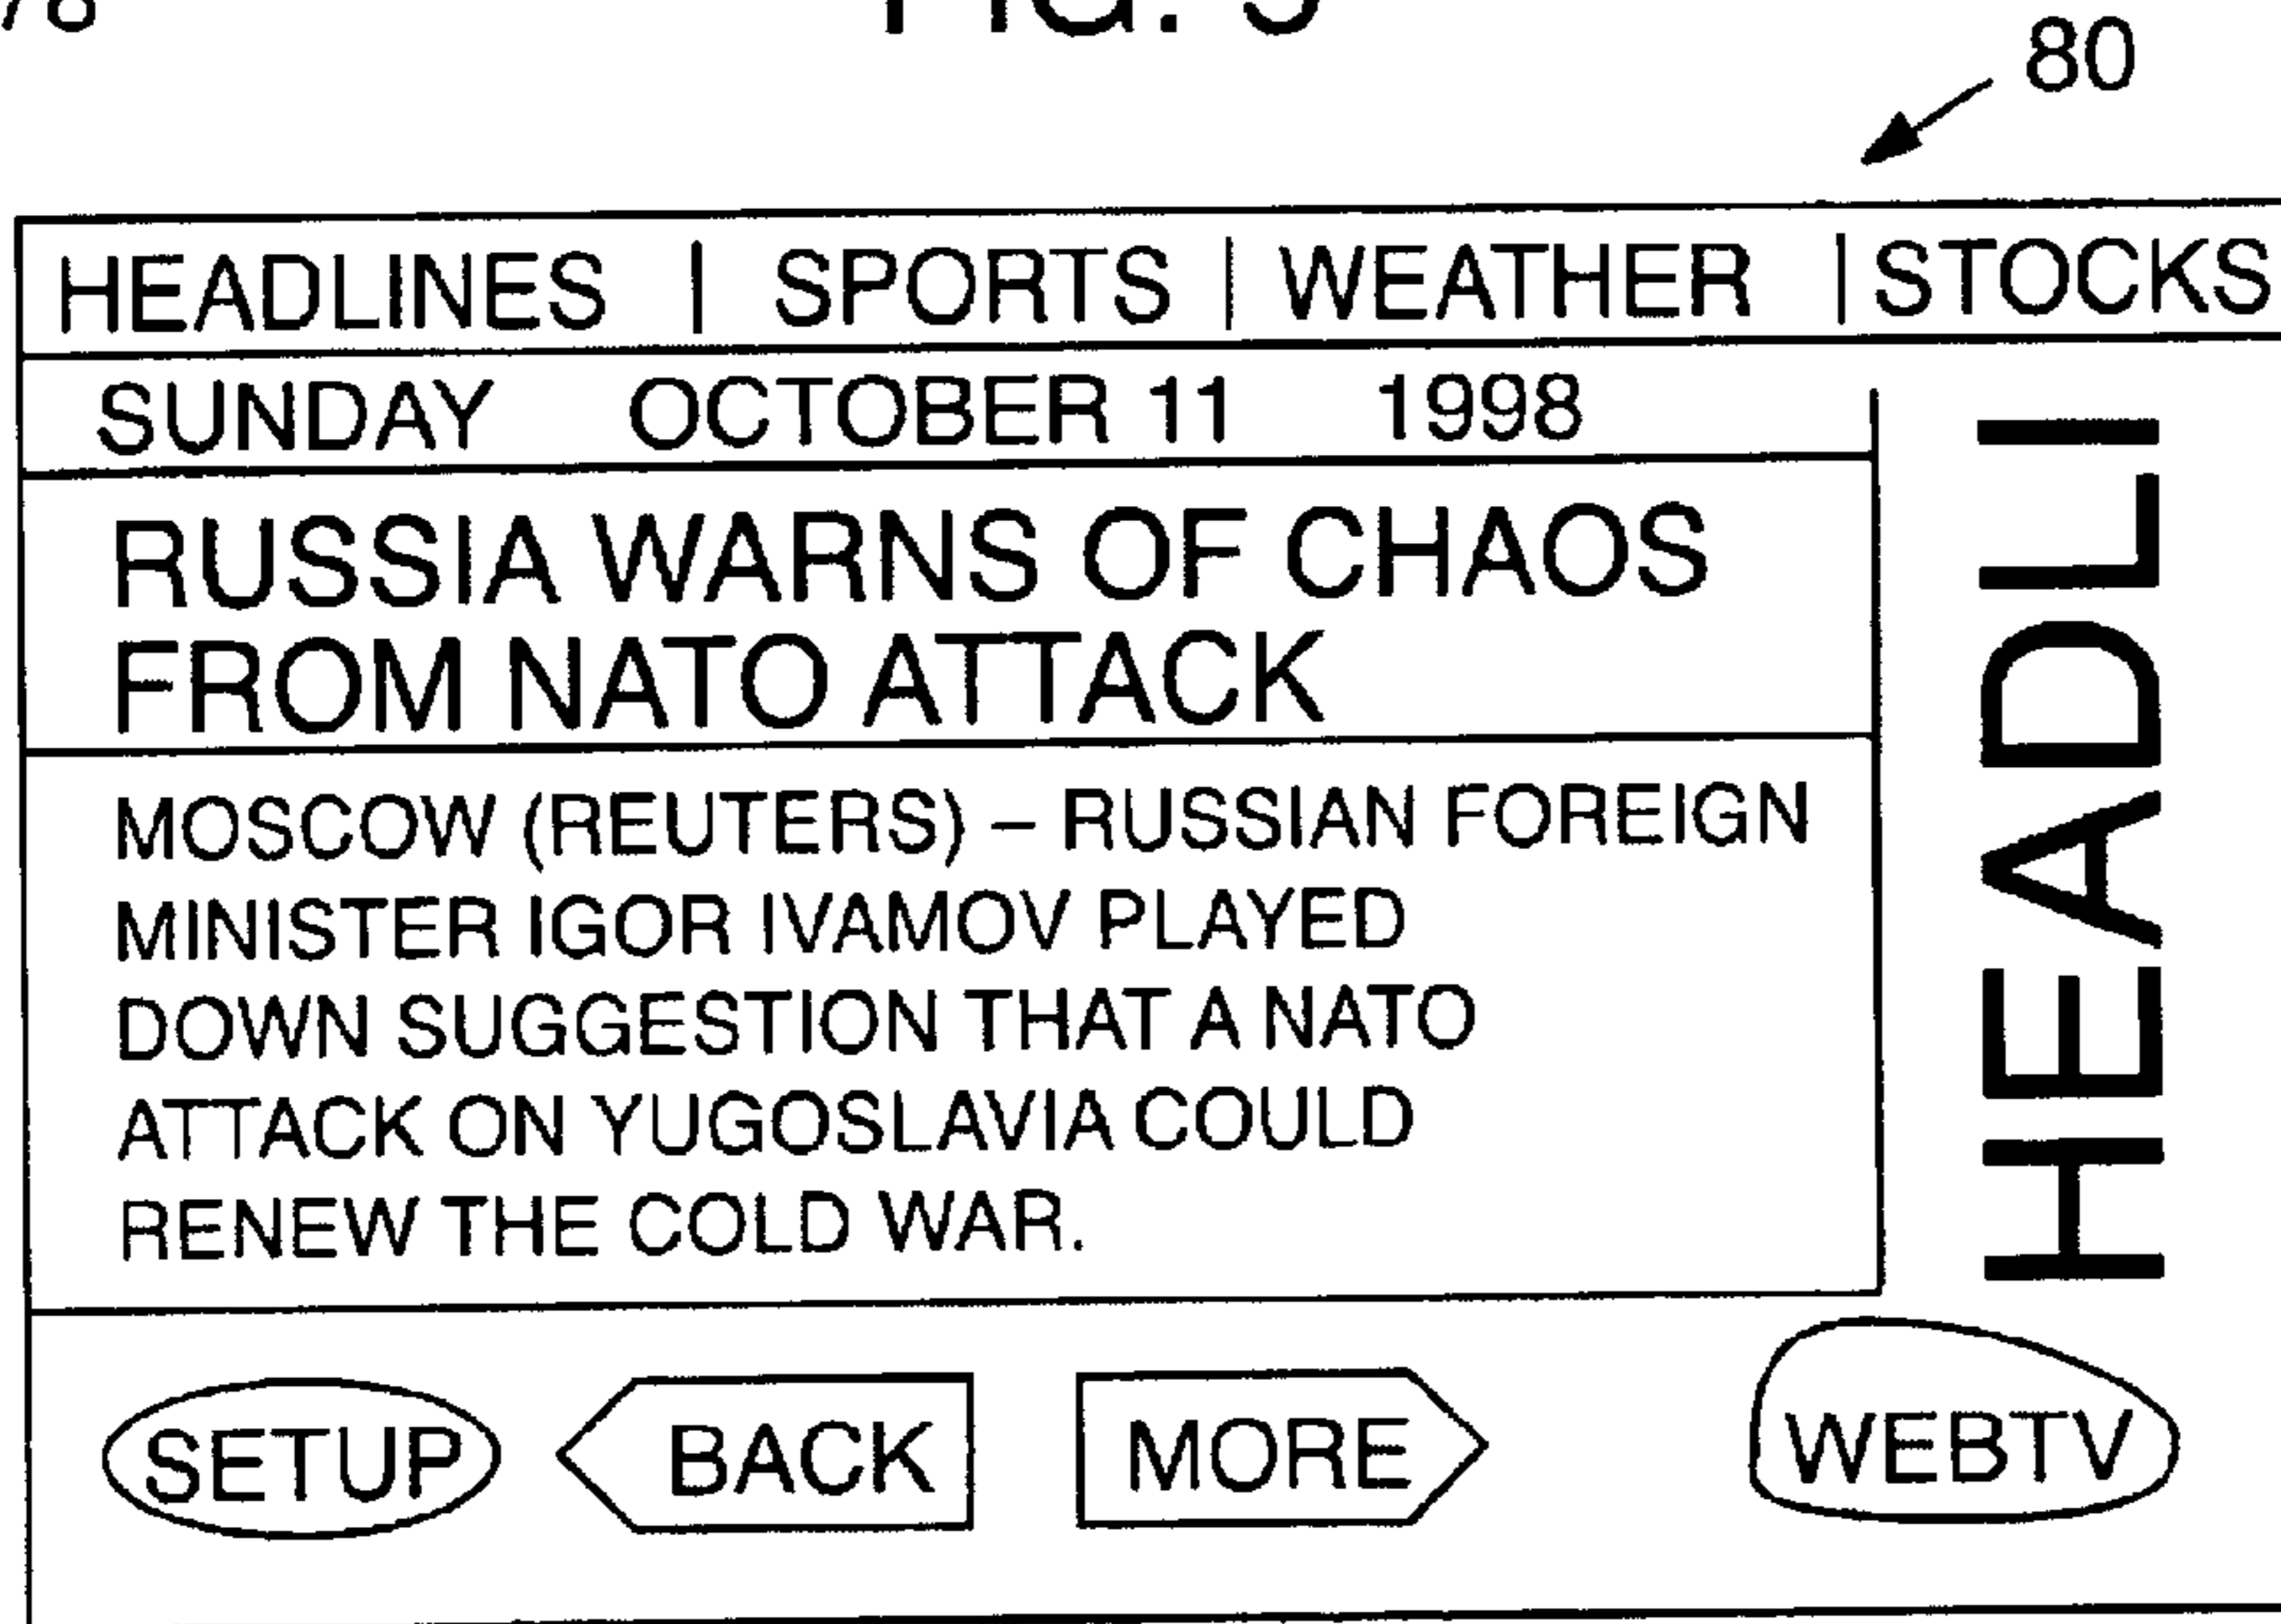 80
HEADLINES | SPORTS | WEATHER | STOCKS
SUNDAY OCTOBER 11 1998
RUSSIA WARNS OF CHAOS
FROM NATO ATTACK
MOSCOW (REUTERS) – RUSSIAN FOREIGN
MINISTER IGOR IVAMOV PLAYED
DOWN SUGGESTION THAT A NATO
ATTACK ON YUGOSLAVIA COULD
RENEW THE COLD WAR.
HEADLI
SETUP BACK MORE WEBTV